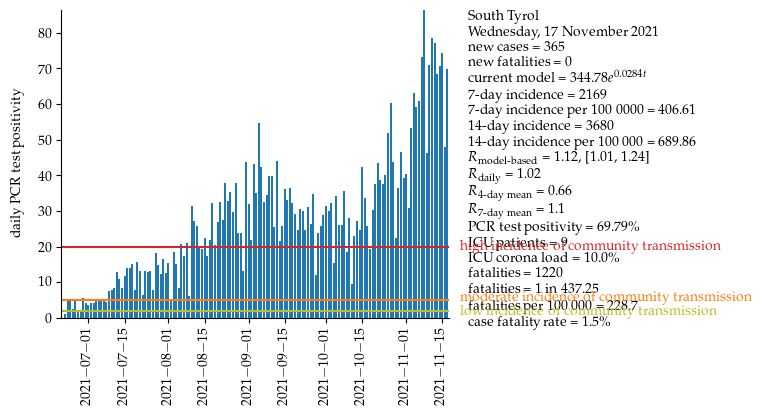 South Tyrol
Wednesday, 17 November 2021
new cases = 365
new fatalities = 0
current model = 344.78e^0.0284t
7-day incidence = 2169
7-day incidence per 100 0000 = 406.61
14-day incidence = 3680
14-day incidence per 100 000 = 689.86
R_model-based = 1.12, [1.01, 1.24]
R_daily = 1.02
R_4-day mean = 0.66
R_7-day mean = 1.1
PCR test positivity = 69.79%
ICU patients = 9
high incidence of community transmission
ICU corona load = 10.0%
fatalities = 1220
fatalities = 1 in 437.25
moderate incidence of community transmission
fatalities per 100 000 = 228.7
low incidence of community transmission
case fatality rate = 1.5%
daily PCR test positivity
80
70
60
50
40
30
20
10
0
2021−07−01
2021−07−15
2021−08−01
2021−08−15
2021−09−01
2021−09−15
2021−10−01
2021−10−15
2021−11−01
2021−11−15